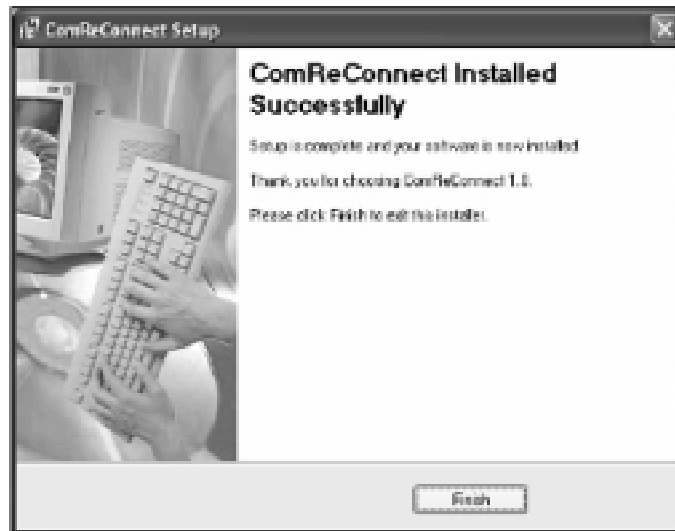 ComReConnect Setup
ComReConnect Installed
Successfully
Setup is complete and your software is now installed.
Thank you for choosing ComReConnect 1.0.
Please click Finish to exit the installer.
Finish